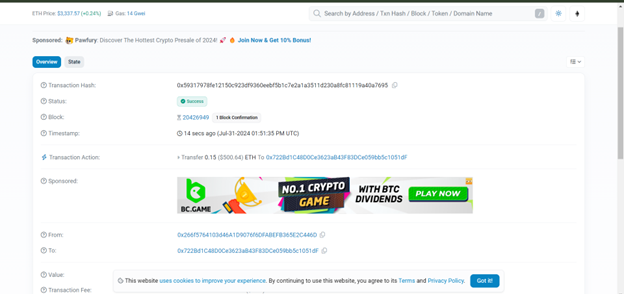 ETH Price: $3,337.57 (+0.24%) Gas: 14 Gwei
Search by Address / Txn Hash / Block / Token / Domain Name /
Sponsored: Pawfury: Discover The Hottest Crypto Presale of 2024! Join Now & Get 10% Bonus!
Overview State
Transaction Hash: 0x59317978fe12150c923df9360eebf5b1c7e2a1a3511d230a8fc81119a40a7695
Status: Success
Block: 20426949 1 Block Confirmation
Timestamp: 14 secs ago (Jul-31-2024 01:51:35 PM UTC)
Transaction Action: Transfer 0.15 ($500.64) ETH To 0x722Bd1C48D0Ce3623aB43F83DCe059bb5c1051dF
Sponsored:
BC.GAME
NO.1 CRYPTO GAME
WITH BTC DIVIDENDS
PLAY NOW
From: 0x266f5764103d46A1D9076f6DFABEFB365E2C446D
To: 0x722Bd1C48D0Ce3623aB43F83DCe059bb5c1051dF
Value:
This website uses cookies to improve your experience. By continuing to use this website, you agree to its Terms and Privacy Policy. Got it!
Transaction Fee: